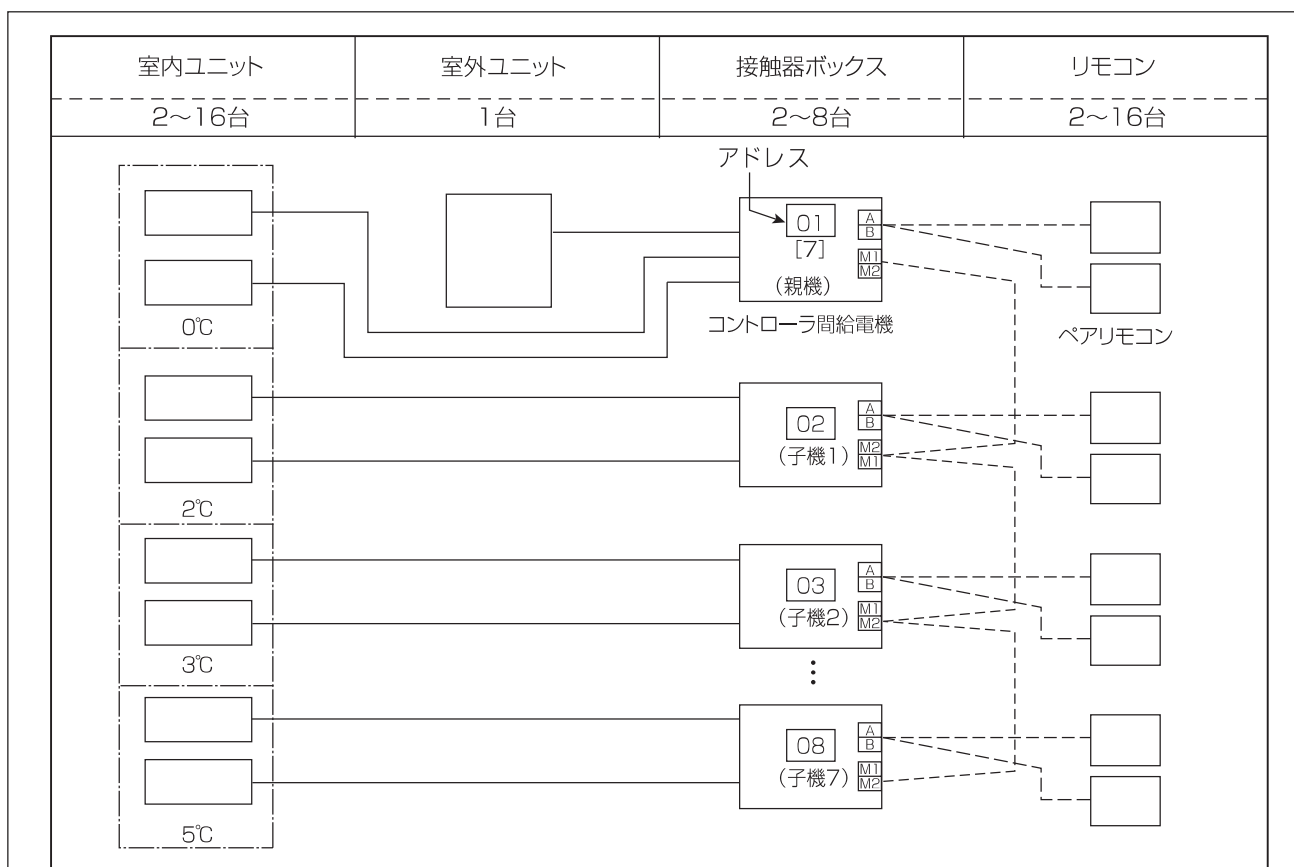 室内ユニット 室外ユニット 接触器ボックス リモコン
2〜16台 1台 2〜8台 2〜16台
アドレス
01
[7]
(親機)
A
B
M1
M2
0℃
コントローラ間給電機
ペアリモコン
02
(子機1)
A
B
M2
M1
2℃
03
(子機2)
A
B
M1
M2
3℃
08
(子機7)
A
B
M1
M2
5℃